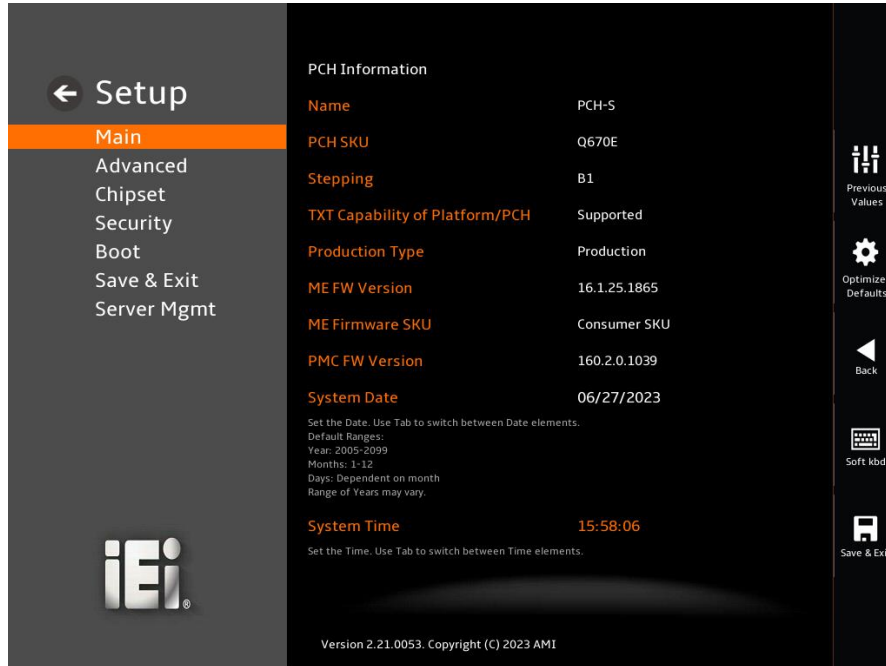 Setup
Main
Advanced
Chipset
Security
Boot
Save & Exit
Server Mgmt
iEi®
PCH Information
Name PCH-S
PCH SKU Q670E
Stepping B1
TXT Capability of Platform/PCH Supported
Production Type Production
ME FW Version 16.1.25.1865
ME Firmware SKU Consumer SKU
PMC FW Version 160.2.0.1039
System Date 06/27/2023
Set the Date. Use Tab to switch between Date elements.
Default Ranges:
Year: 2005-2099
Months: 1-12
Days: Dependent on month
Range of Years may vary.
System Time 15:58:06
Set the Time. Use Tab to switch between Time elements.
Version 2.21.0053. Copyright (C) 2023 AMI
Previous
Values
Optimize
Defaults
Back
Soft kbd
Save & Exi